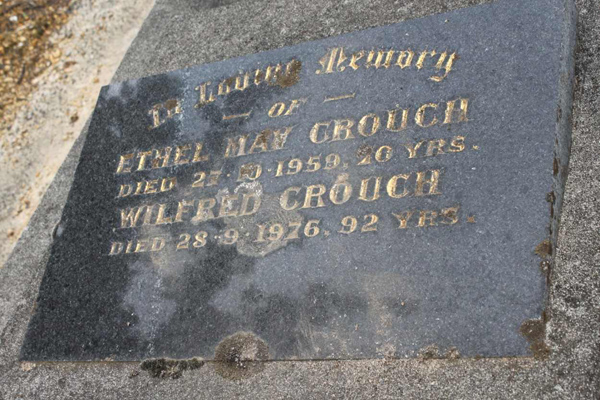 In Loving Memory
— OF —
ETHEL MAY CROUCH
DIED 27·10·1959. YRS.
WILFRED CROUCH
DIED 28·9·1976. 92 YRS.